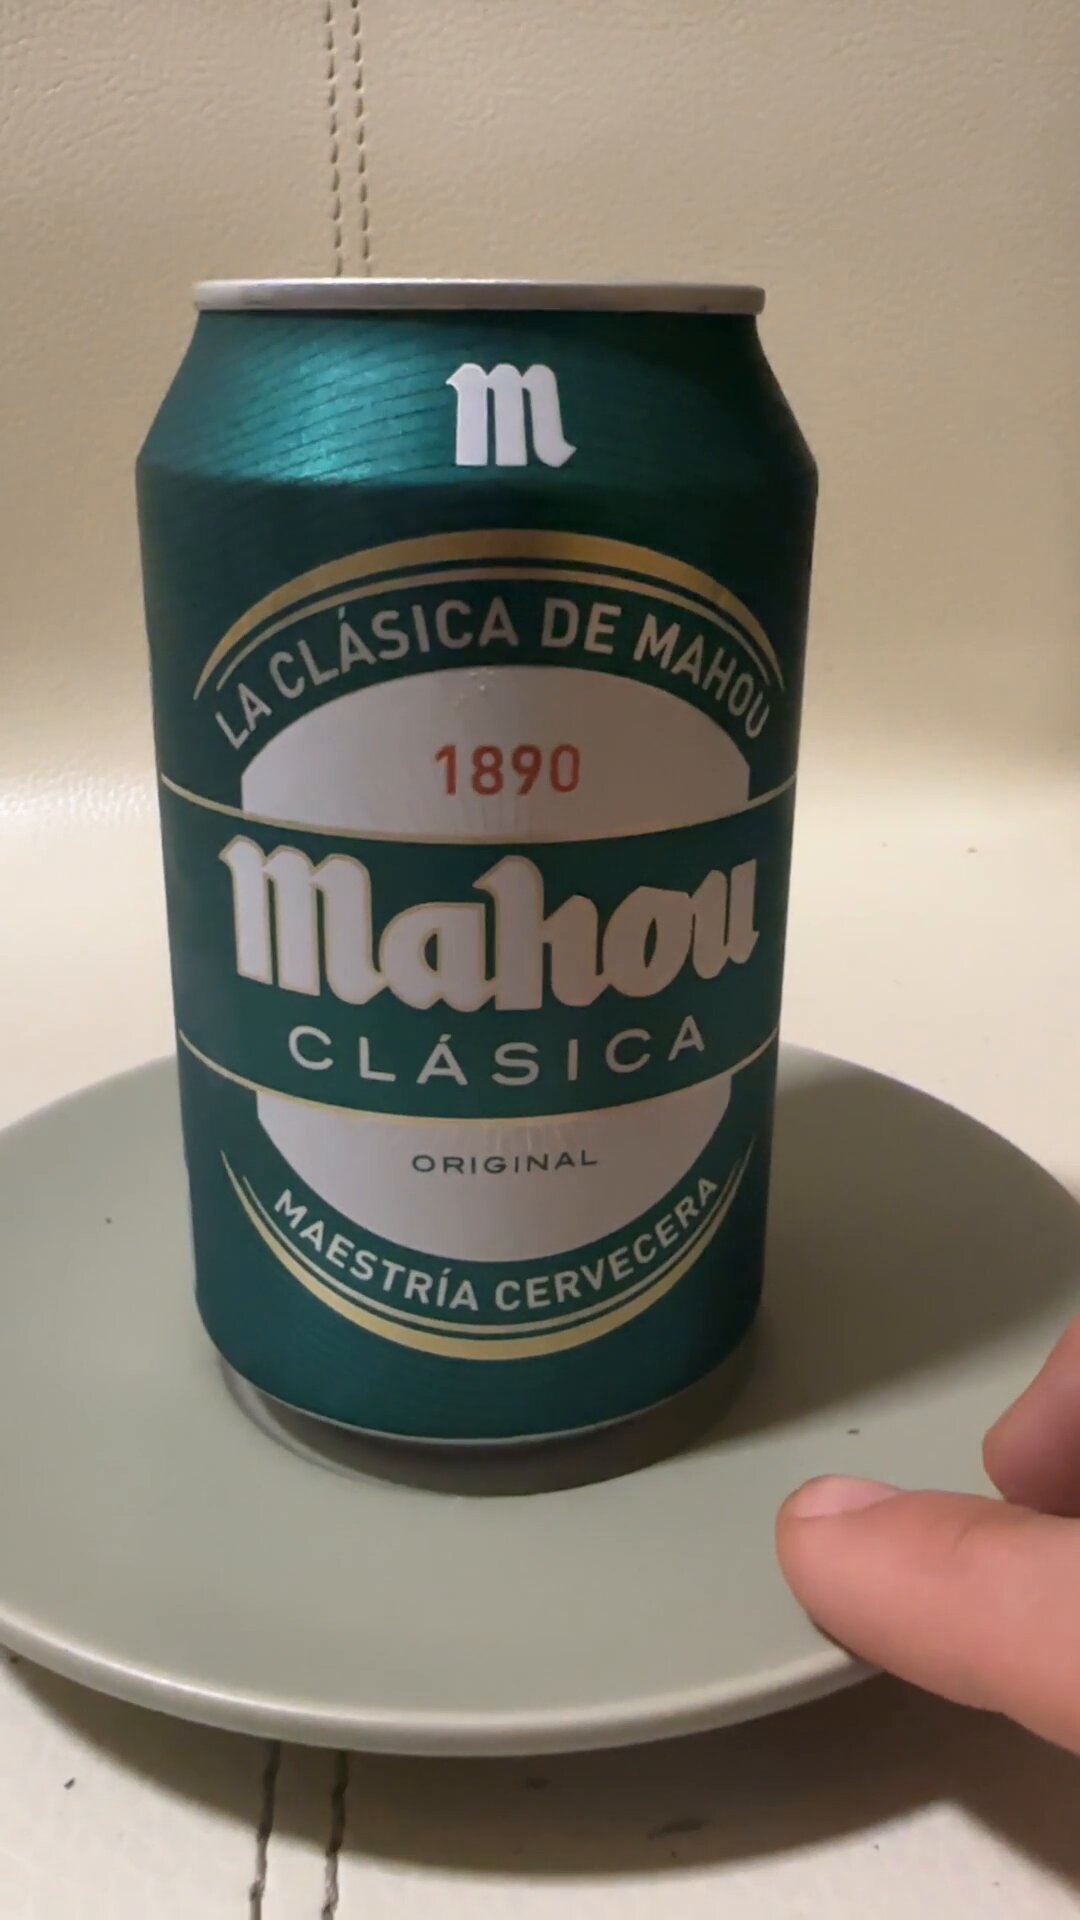 m
LA CLÁSICA DE MAHOU
1890
Mahou
CLÁSICA
ORIGINAL
MAESTRÍA CERVECERA